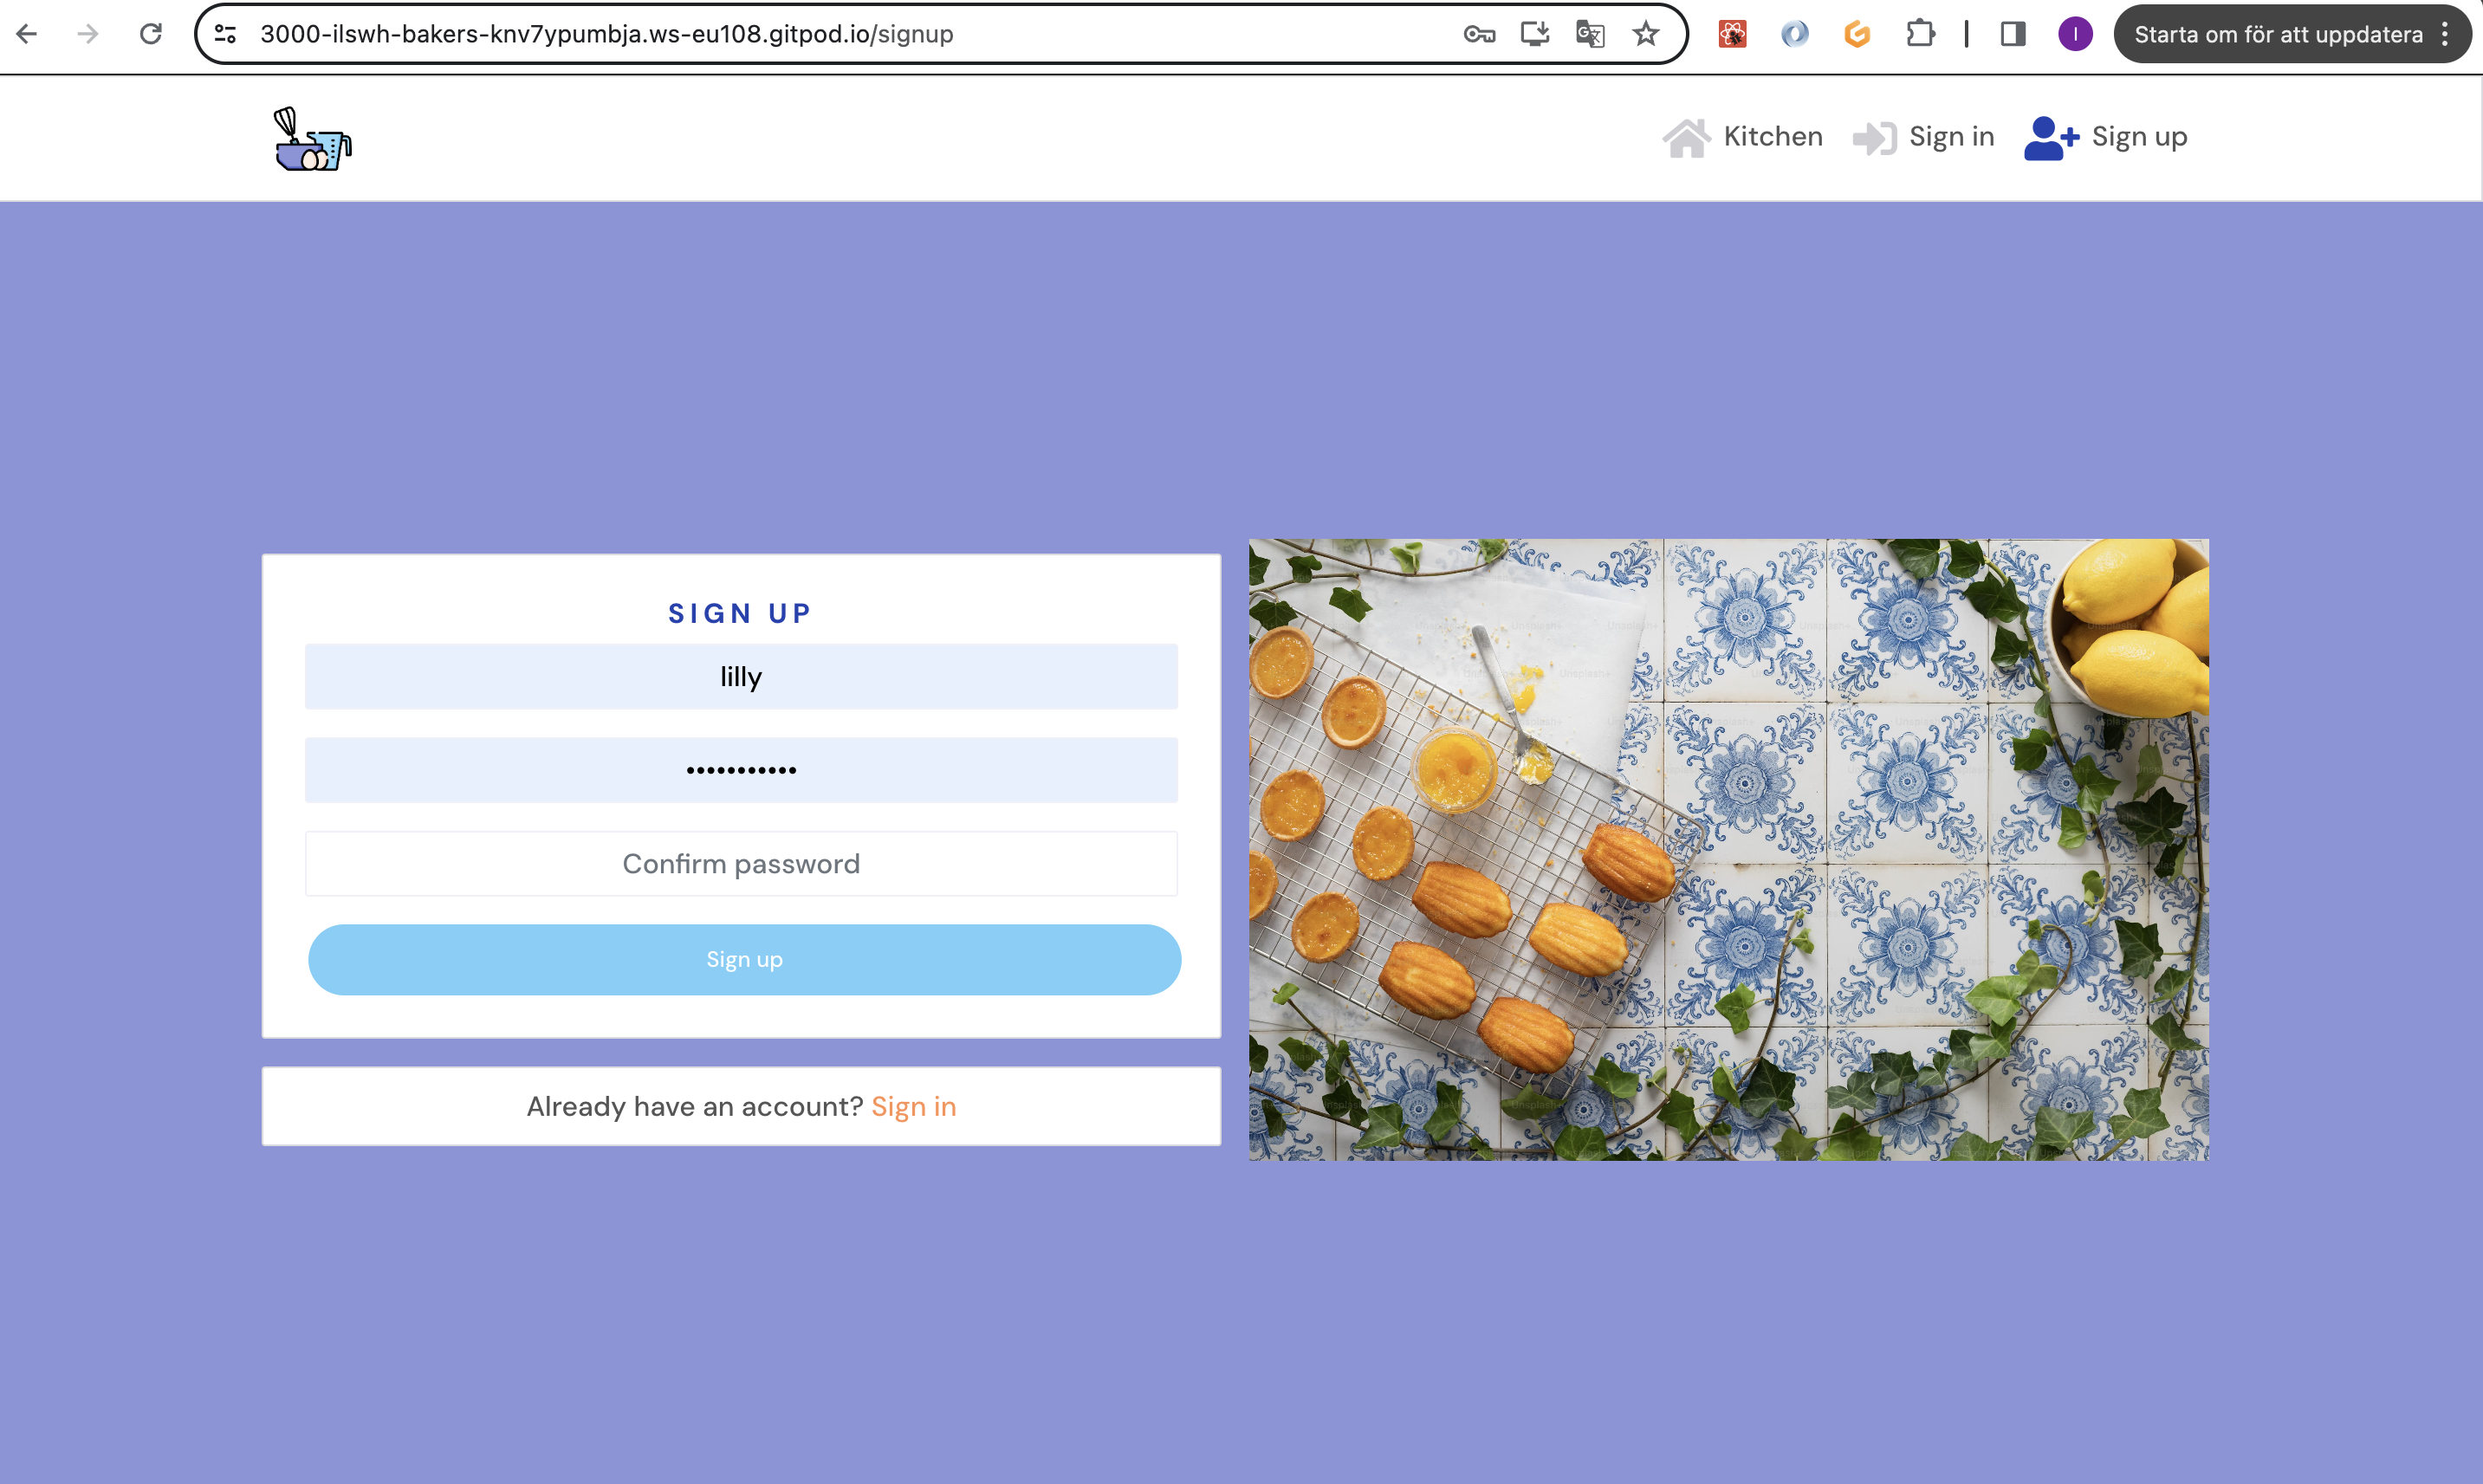 3000-ilswh-bakers-knv7ypumbja.ws-eu108.gitpod.io/signup
I
Starta om för att uppdatera
Kitchen
Sign in
Sign up
SIGN UP
lilly
•••••••••••
Confirm password
Sign up
Already have an account? Sign in
Unsplash+